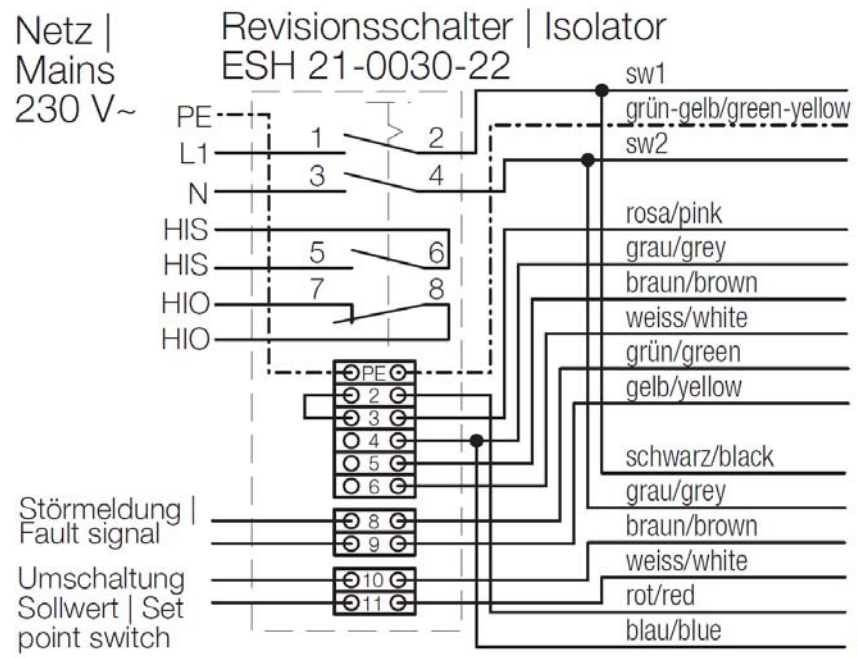 Netz |
Mains
230 V~
Revisionsschalter | Isolator
ESH 21-0030-22
sw1
grün-gelb/green-yellow
sw2
PE
L1
1
2
N
3
4
HIS
HIS
5
6
HIO
7
8
HIO
rosa/pink
grau/grey
braun/brown
weiss/white
grün/green
gelb/yellow
PE
2
3
4
5
6
8
9
10
11
schwarz/black
grau/grey
braun/brown
weiss/white
rot/red
blau/blue
Störmeldung |
Fault signal
Umschaltung
Sollwert | Set
point switch